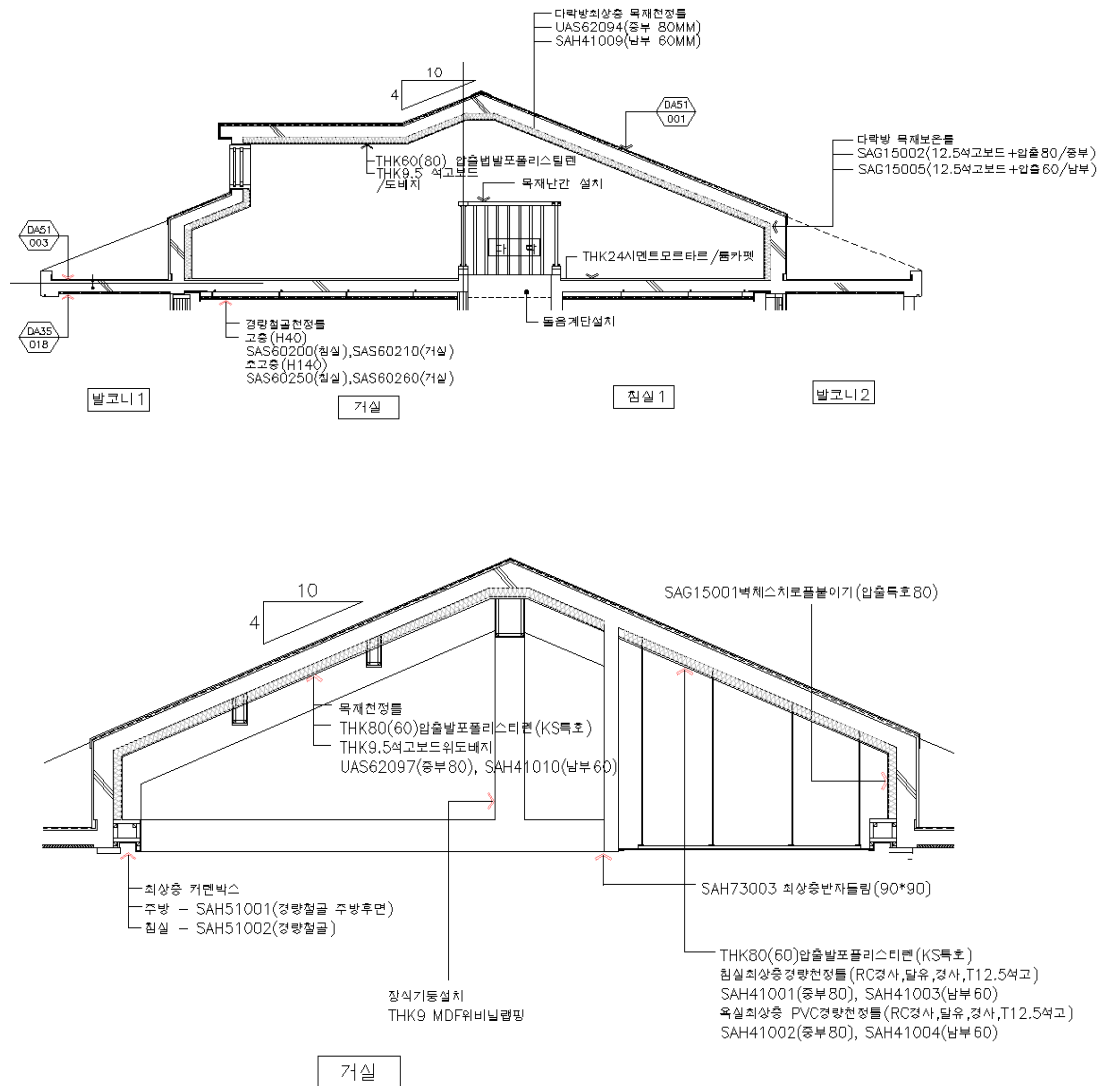 다락방최상층 목재천정틀
UAS62094(중부 80MM)
SAH41009(남부 60MM)
10
4
DA51
001
다락방 목재보온틀
SAG15002(12.5석고보드+압출80/중부)
SAG15005(12.5석고보드+압출60/남부)
THK60(80) 압출법발포폴리스틸렌
THK9.5 석고보드
/도배지
목재난간 설치
다 락
DA51
003
THK24시멘트모르타르/룸카펫
DA35
018
경량철골천정틀
고층(H40)
SAS60200(침실),SAS60210(거실)
초고층(H140)
SAS60250(침실),SAS60260(거실)
돌음계단설치
발코니1
거실
침실1
발코니2
10
4
SAG15001벽체스치로폴붙이기(압출특호80)
목재천정틀
THK80(60)압출발포폴리스티렌(KS특호)
THK9.5석고보드위도배지
UAS62097(중부80), SAH41010(남부60)
최상층 커텐박스
주방 - SAH51001(경량철골 주방후면)
침실 - SAH51002(경량철골)
SAH73003 최상층반자돌림(90*90)
THK80(60)압출발포폴리스티렌(KS특호)
침실최상층경량천정틀(RC경사,달유,경사,T12.5석고)
SAH41001(중부80), SAH41003(남부60)
욕실최상층 PVC경량천정틀(RC경사,달유,경사,T12.5석고)
SAH41002(중부80), SAH41004(남부60)
장식기둥설치
THK9 MDF위비닐랩핑
거실